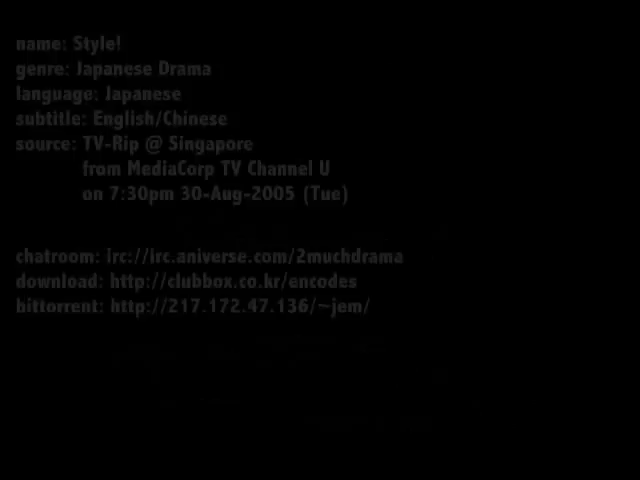 name: Style!
genre: Japanese Drama
language: Japanese
subtitle: English/Chinese
source: TV-Rip @ Singapore
from MediaCorp TV Channel U
on 7:30pm 30-Aug-2005 (Tue)
chatroom: irc://irc.aniverse.com/2muchdrama
download: http://clubbox.co.kr/encodes
bittorrent: http://217.172.47.136/~jem/